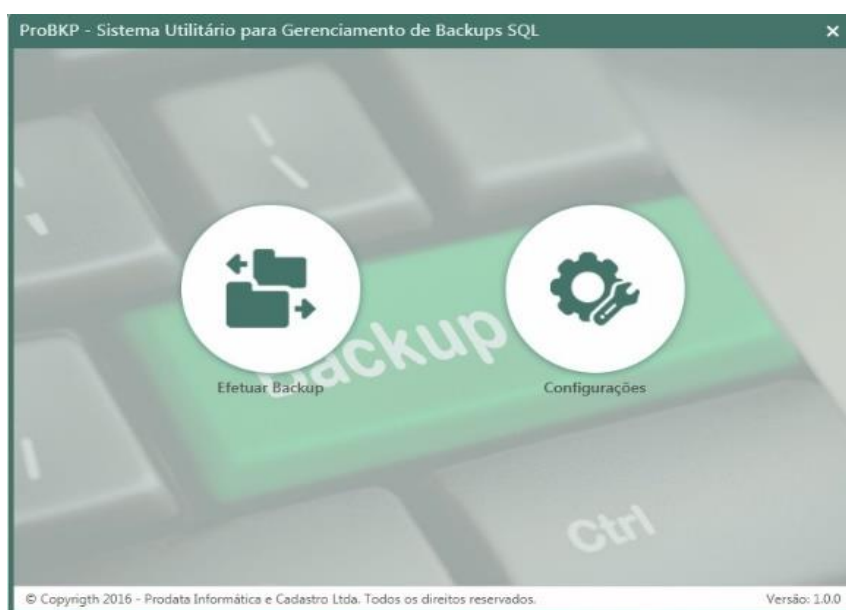 ProBKP - Sistema Utilitário para Gerenciamento de Backups SQL
Backup
Efetuar Backup
Configurações
Ctrl
© Copyrigth 2016 - Prodata Informática e Cadastro Ltda. Todos os direitos reservados.
Versão: 1.0.0